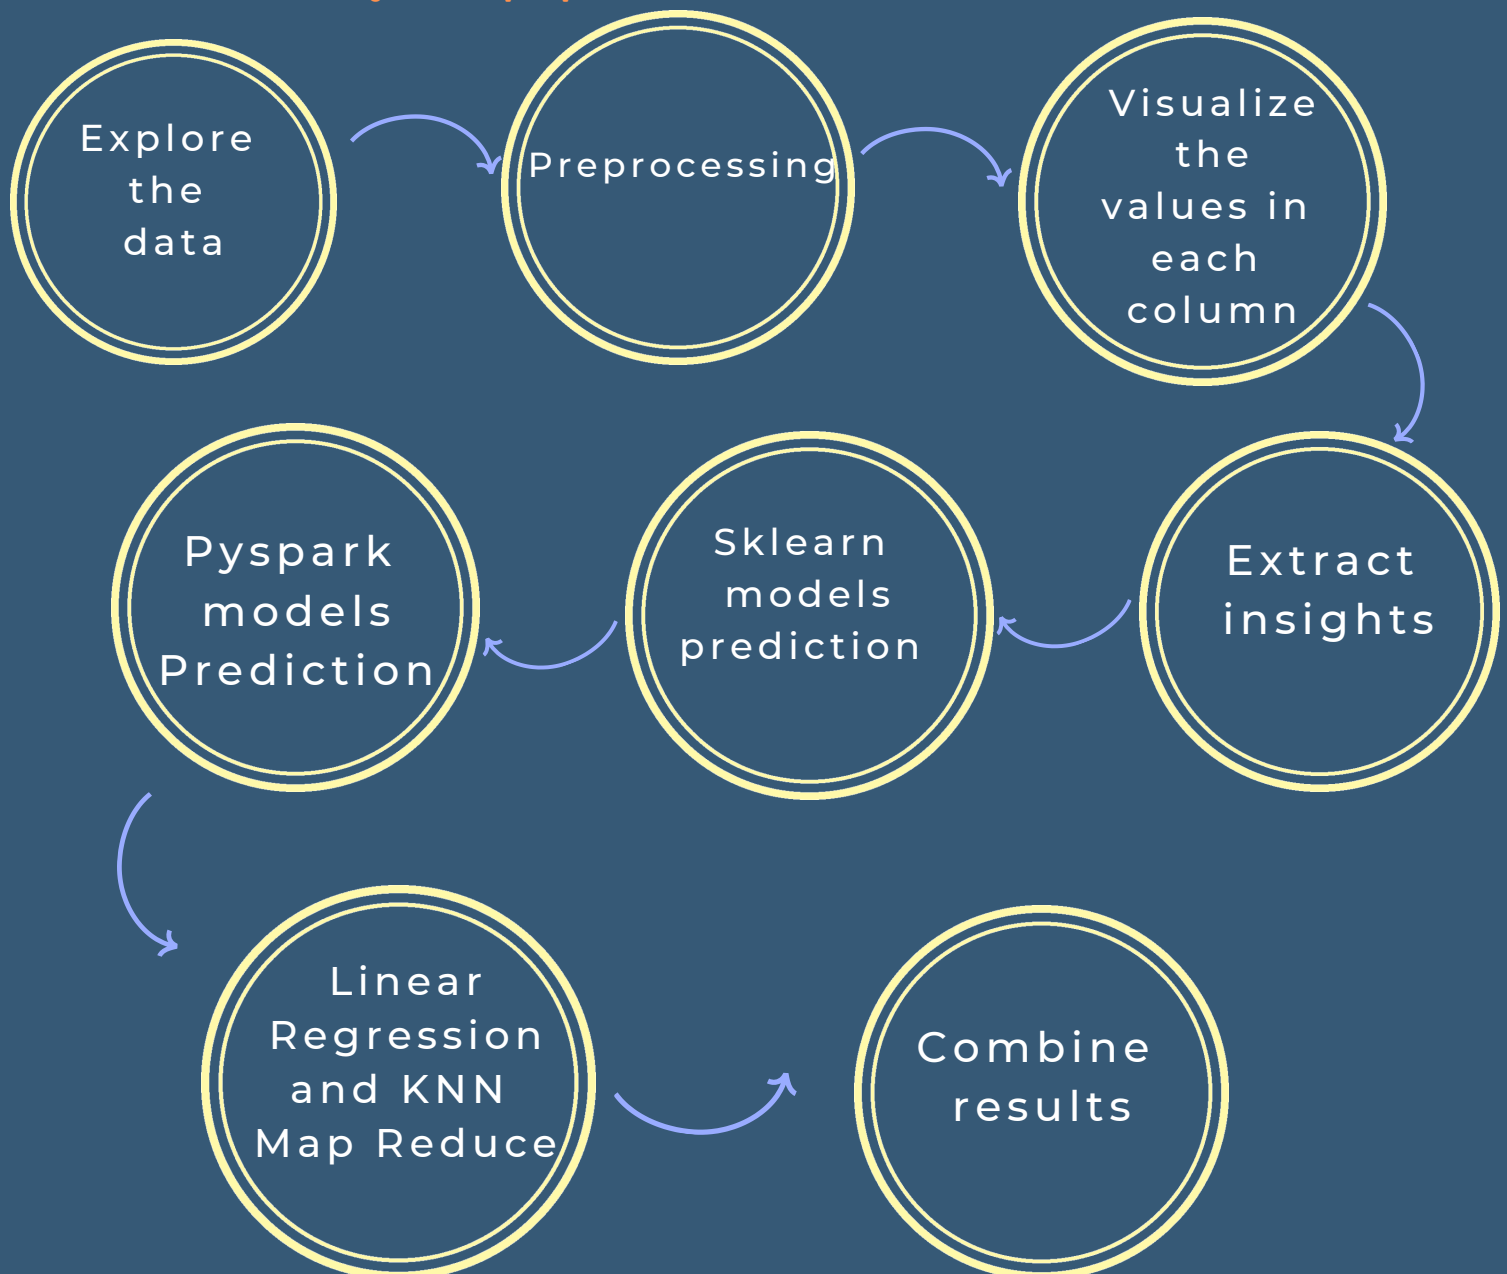 Explore
the
data
Preprocessing
Visualize
the
values in
each
column
Extract
insights
Sklearn
models
prediction
Pyspark
models
Prediction
Linear
Regression
and KNN
Map Reduce
Combine
results